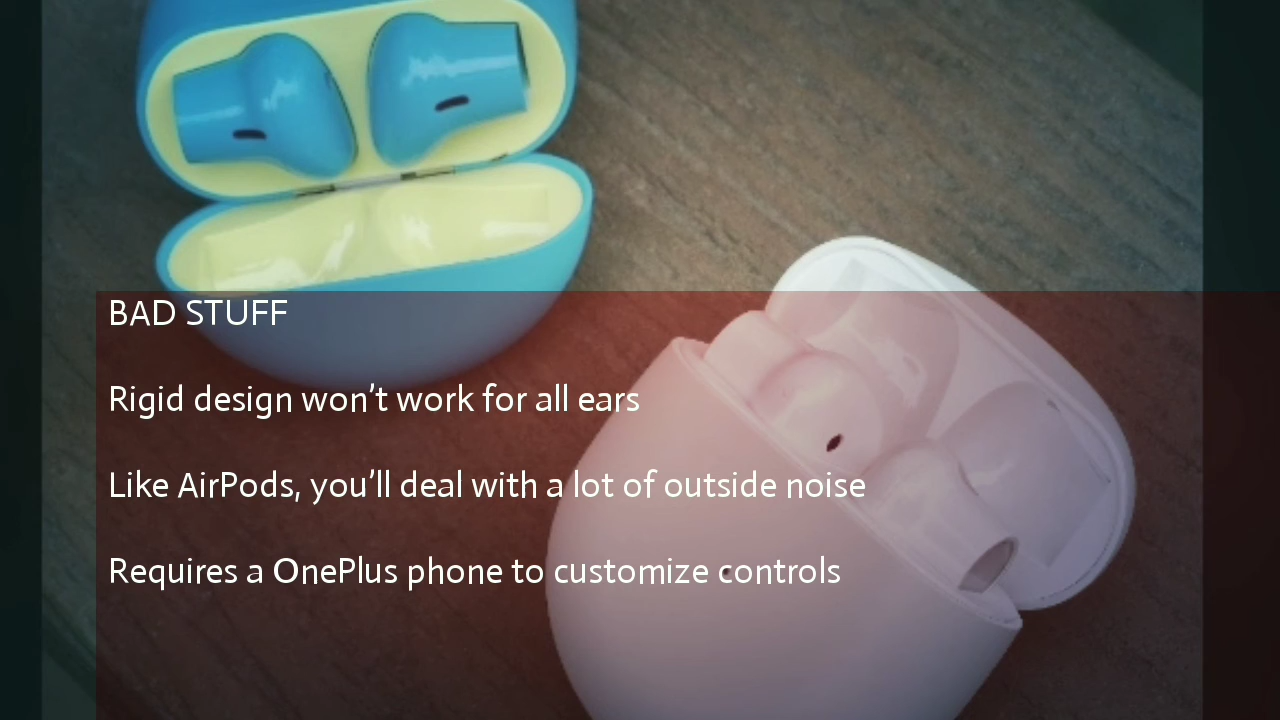 BAD STUFF
Rigid design won’t work for all ears
Like AirPods, you’ll deal with a lot of outside noise
Requires a OnePlus phone to customize controls